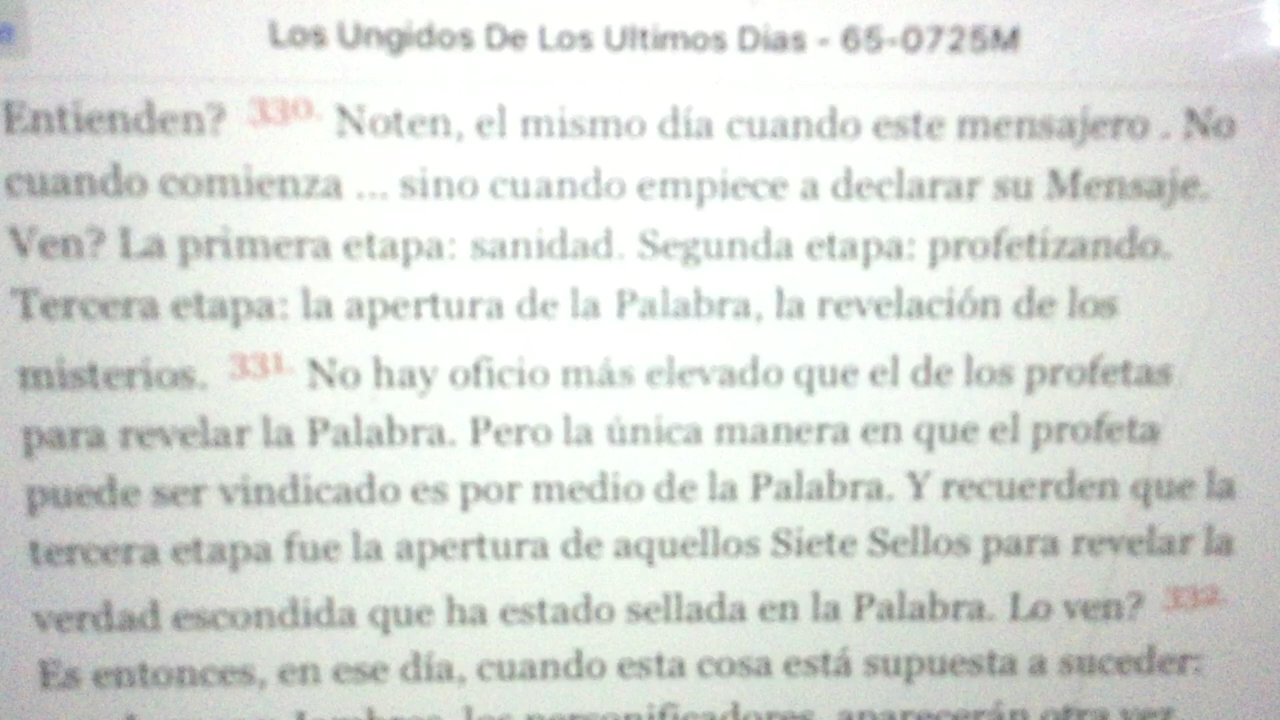 Los Ungidos De Los Ultimos Dias - 65-0725M
Entienden? 330. Noten, el mismo día cuando este mensajero . No
cuando comienza ... sino cuando empiece a declarar su Mensaje.
Ven? La primera etapa: sanidad. Segunda etapa: profetizando.
Tercera etapa: la apertura de la Palabra, la revelación de los
misterios. 331. No hay oficio más elevado que el de los profetas
para revelar la Palabra. Pero la única manera en que el profeta
puede ser vindicado es por medio de la Palabra. Y recuerden que la
tercera etapa fue la apertura de aquellos Siete Sellos para revelar la
verdad escondida que ha estado sellada en la Palabra. Lo ven? 332.
Es entonces, en ese día, cuando esta cosa está supuesta a suceder:
los personificadores, aparecerán otra vez